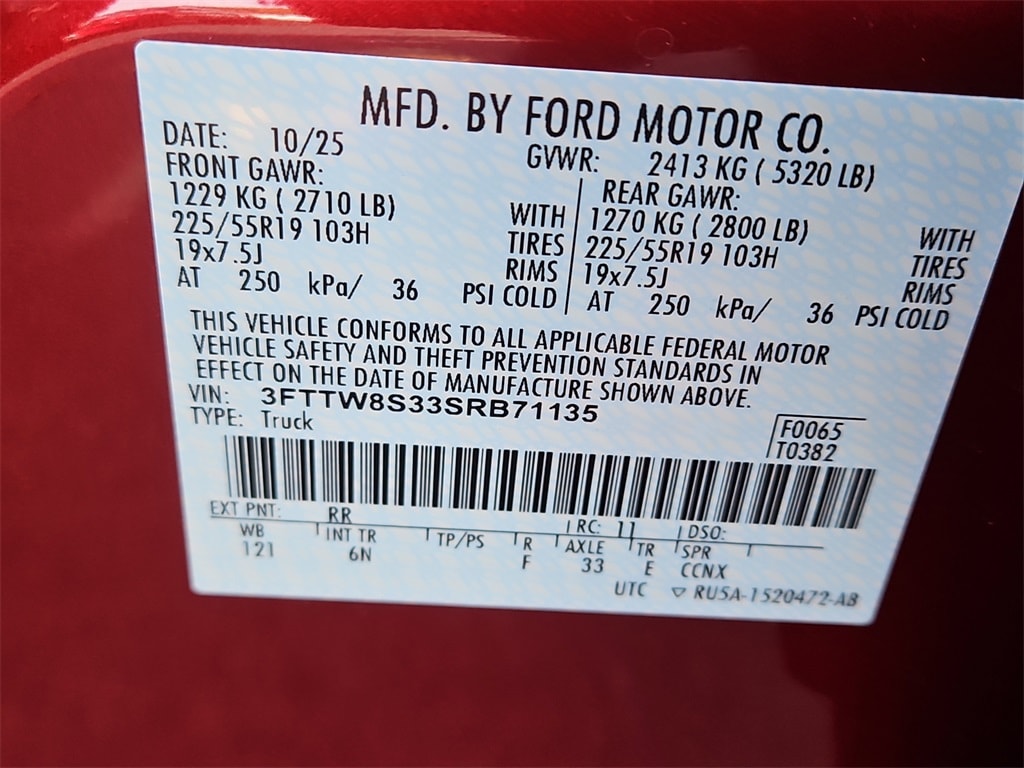 MFD. BY FORD MOTOR CO.
DATE: 10/25 GVWR: 2413 KG ( 5320 LB)
FRONT GAWR: REAR GAWR:
1229 KG ( 2710 LB) WITH 1270 KG ( 2800 LB) WITH
225/55R19 103H TIRES 225/55R19 103H TIRES
19x7.5J RIMS 19x7.5J RIMS
AT 250 kPa/ 36 PSI COLD AT 250 kPa/ 36 PSI COLD
THIS VEHICLE CONFORMS TO ALL APPLICABLE FEDERAL MOTOR
VEHICLE SAFETY AND THEFT PREVENTION STANDARDS IN
EFFECT ON THE DATE OF MANUFACTURE SHOWN ABOVE.
VIN: 3FTTW8S33SRB71135
TYPE: Truck
F0065
T0382
EXT PNT: RR RC: 11 DSO:
WB INT TR TP/PS R AXLE TR SPR
121 6N F 33 E CCNX
UTC ▽ RU5A-1520472-AB